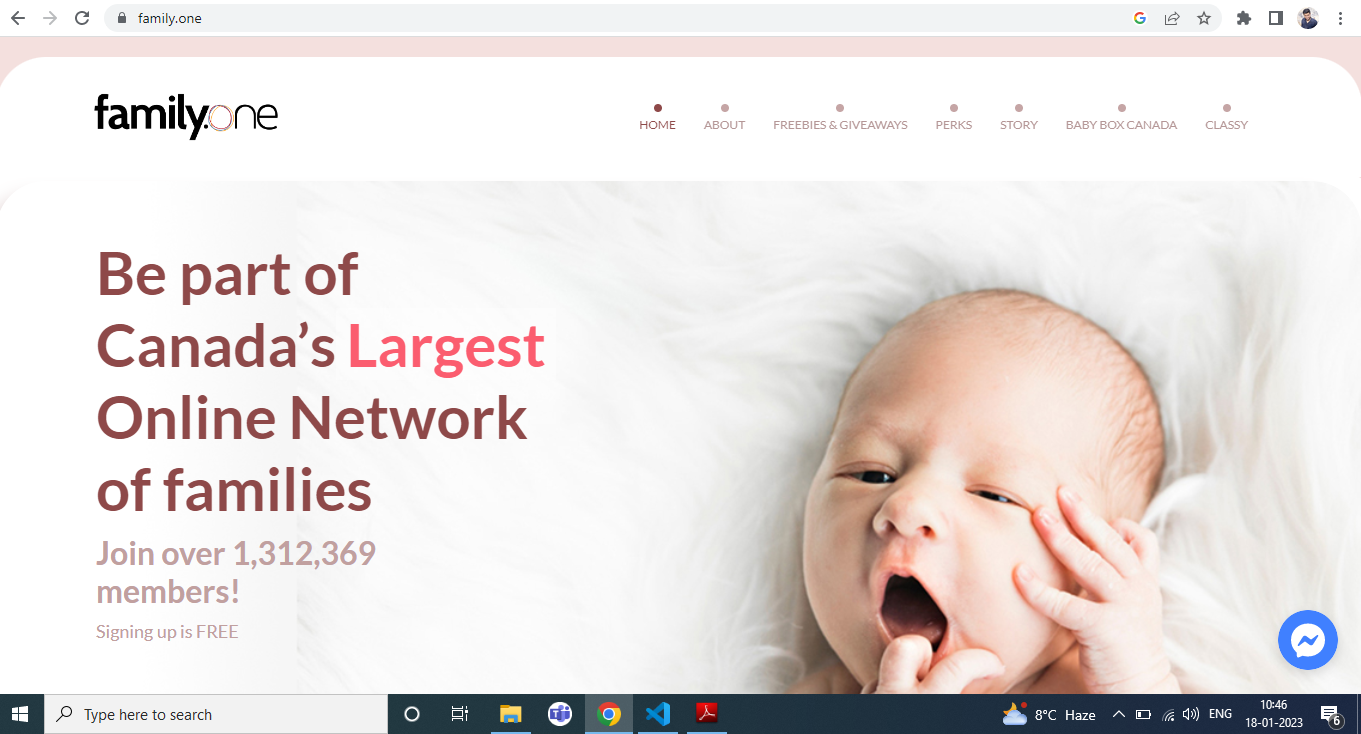 family.one
family.one
HOME ABOUT FREEBIES & GIVEAWAYS PERKS STORY BABY BOX CANADA CLASSY
Be part of
Canada’s Largest
Online Network
of families
Join over 1,312,369
members!
Signing up is FREE
Type here to search
8°C Haze
ENG
10:46
18-01-2023
6